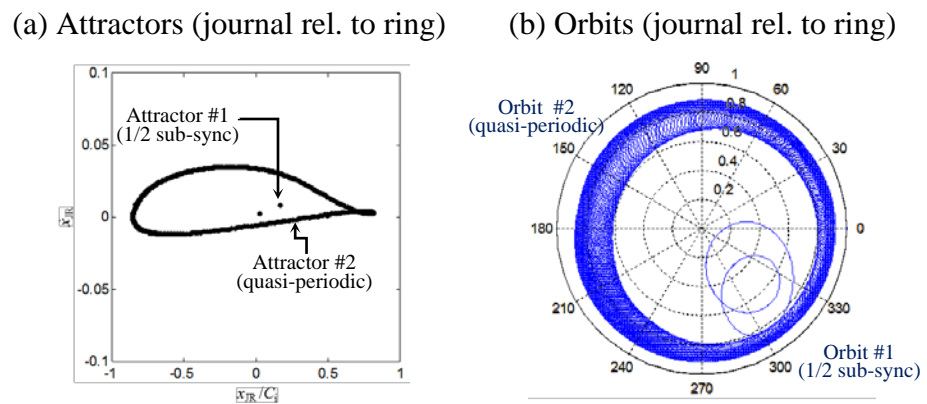 (a) Attractors (journal rel. to ring)
(b) Orbits (journal rel. to ring)
0.1
0.05
0
-0.05
-0.1
-1
-0.5
0
0.5
1
Attractor #1
(1/2 sub-sync)
Attractor #2
(quasi-periodic)
x_JR/C_i
Orbit #2
(quasi-periodic)
90
1
120
60
0.8
150
0.6
30
0.4
0.2
180
0
210
330
240
300
270
Orbit #1
(1/2 sub-sync)